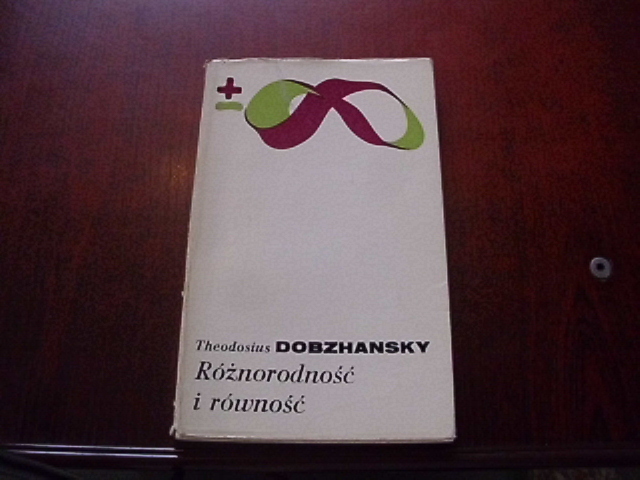 ±
Theodosius DOBZHANSKY
Różnorodność
i równość